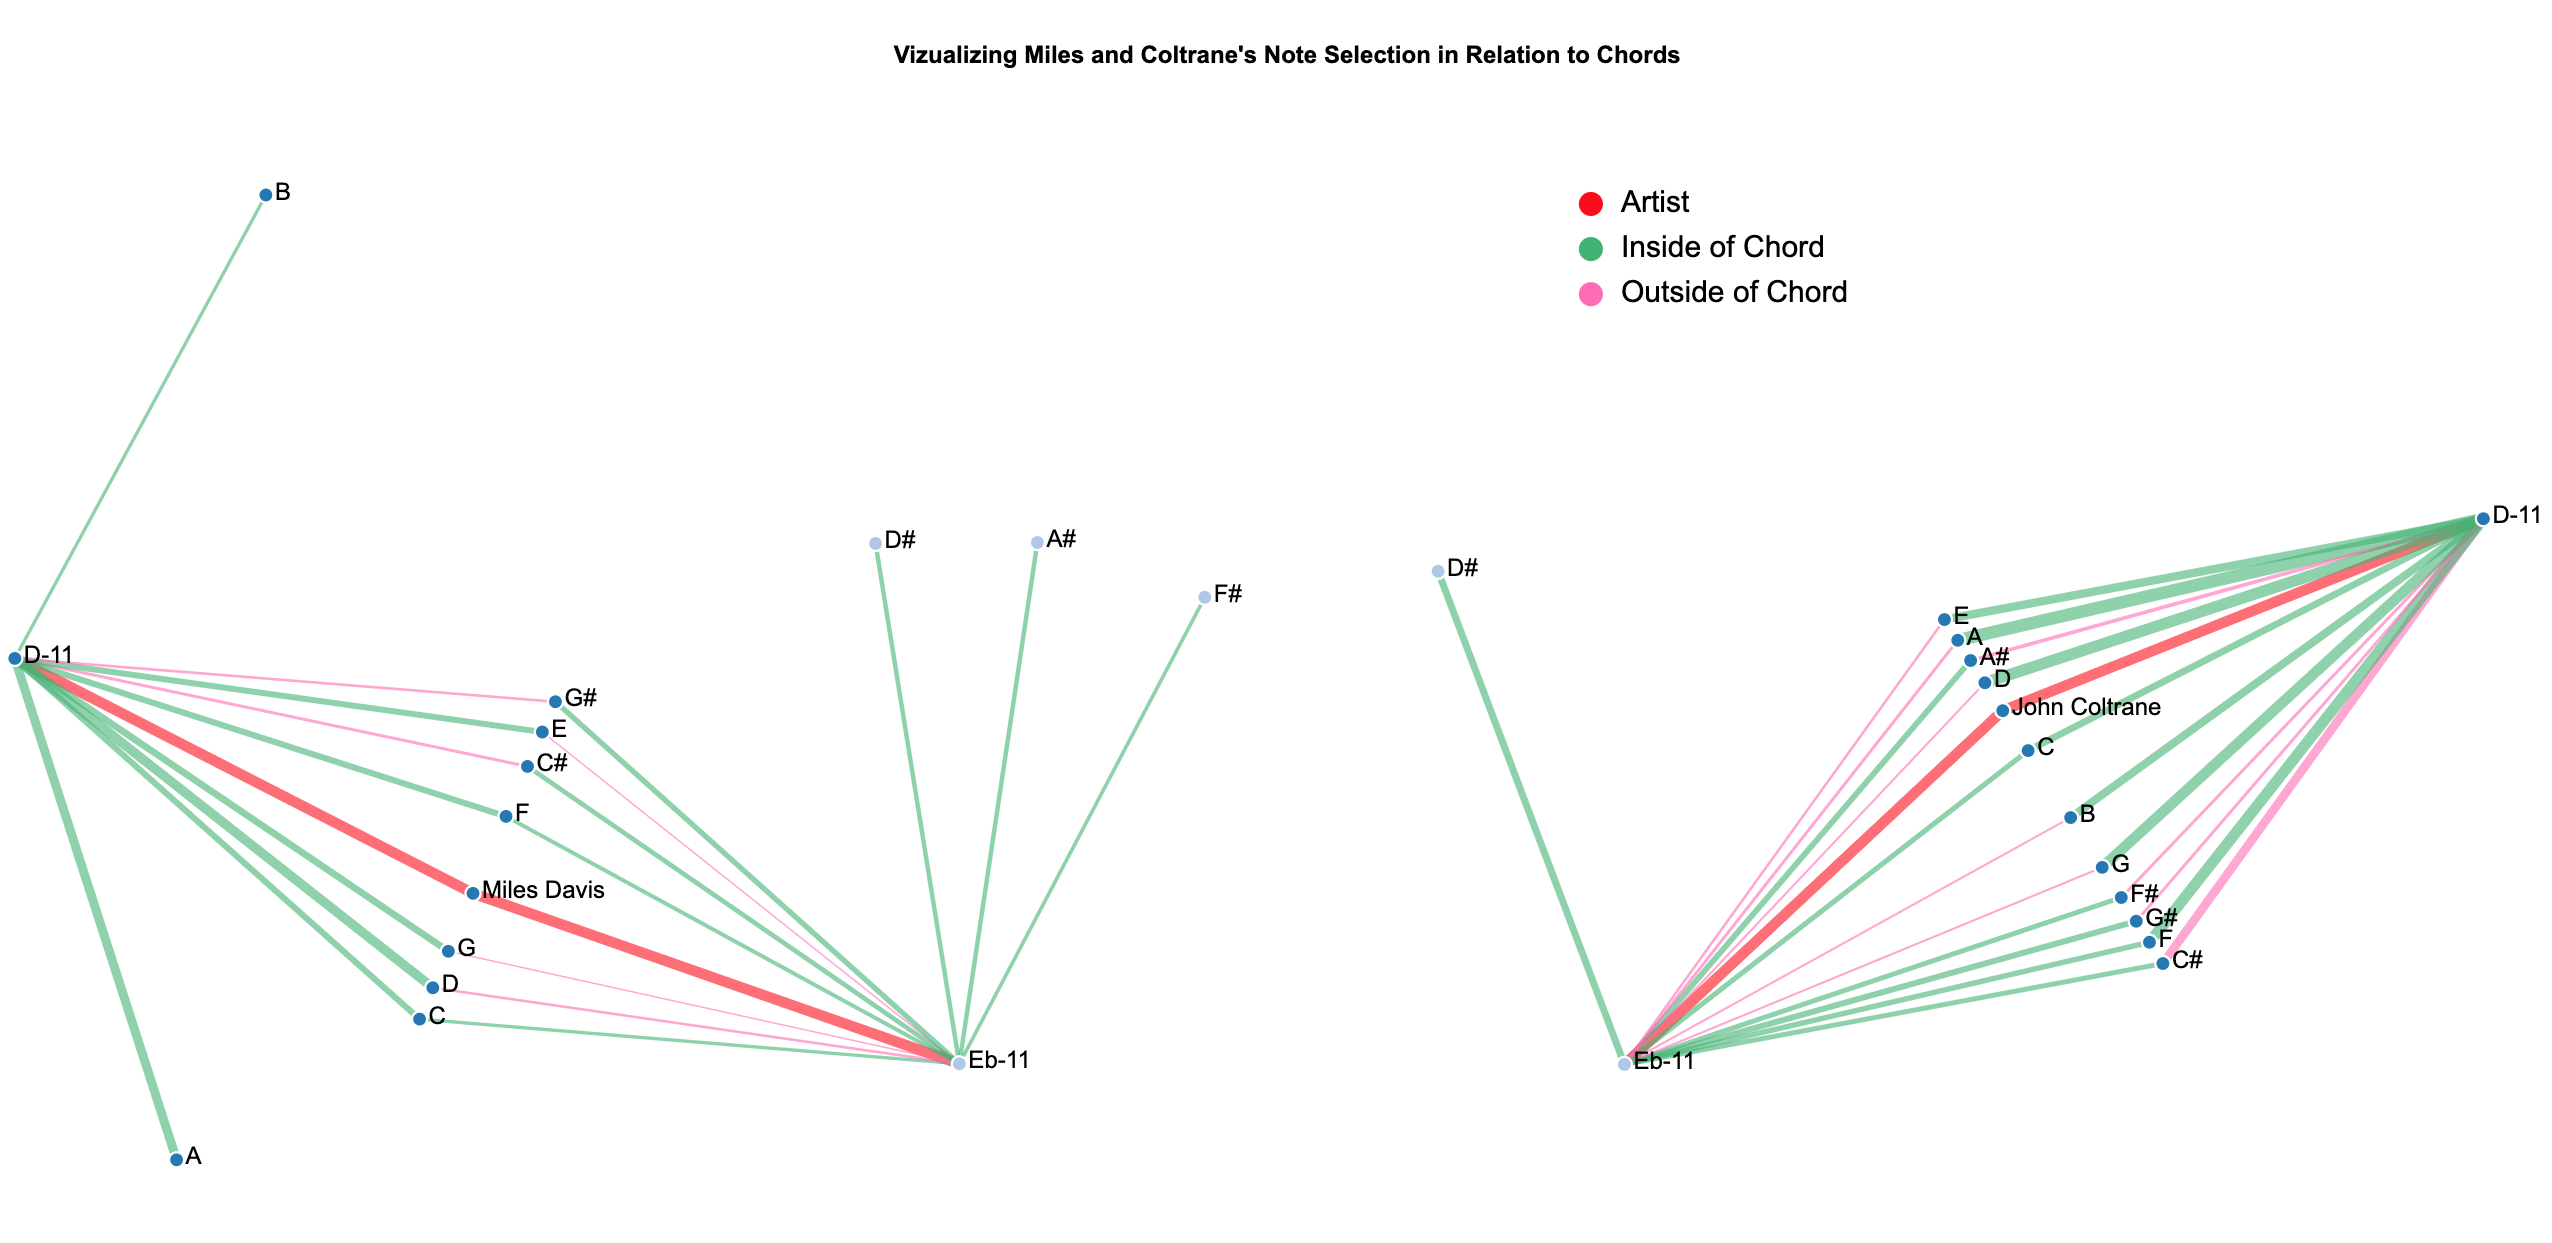 Vizualizing Miles and Coltrane's Note Selection in Relation to Chords
Artist
Inside of Chord
Outside of Chord
B
D-11
G#
E
C#
F
Miles Davis
G
D
C
A
D#
A#
F#
Eb-11
D#
D-11
E
A
A#
D
John Coltrane
C
B
G
F#
G#
F
C#
Eb-11